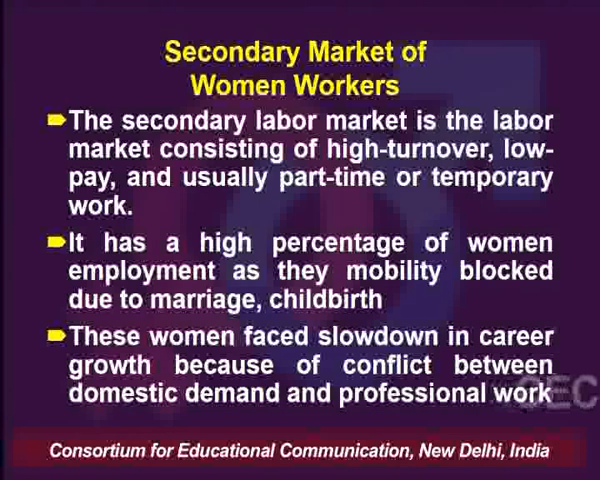 Secondary Market of
Women Workers
The secondary labor market is the labor
market consisting of high-turnover, low-
pay, and usually part-time or temporary
work.
It has a high percentage of women
employment as they mobility blocked
due to marriage, childbirth
These women faced slowdown in career
growth because of conflict between
domestic demand and professional work
CEC
Consortium for Educational Communication, New Delhi, India